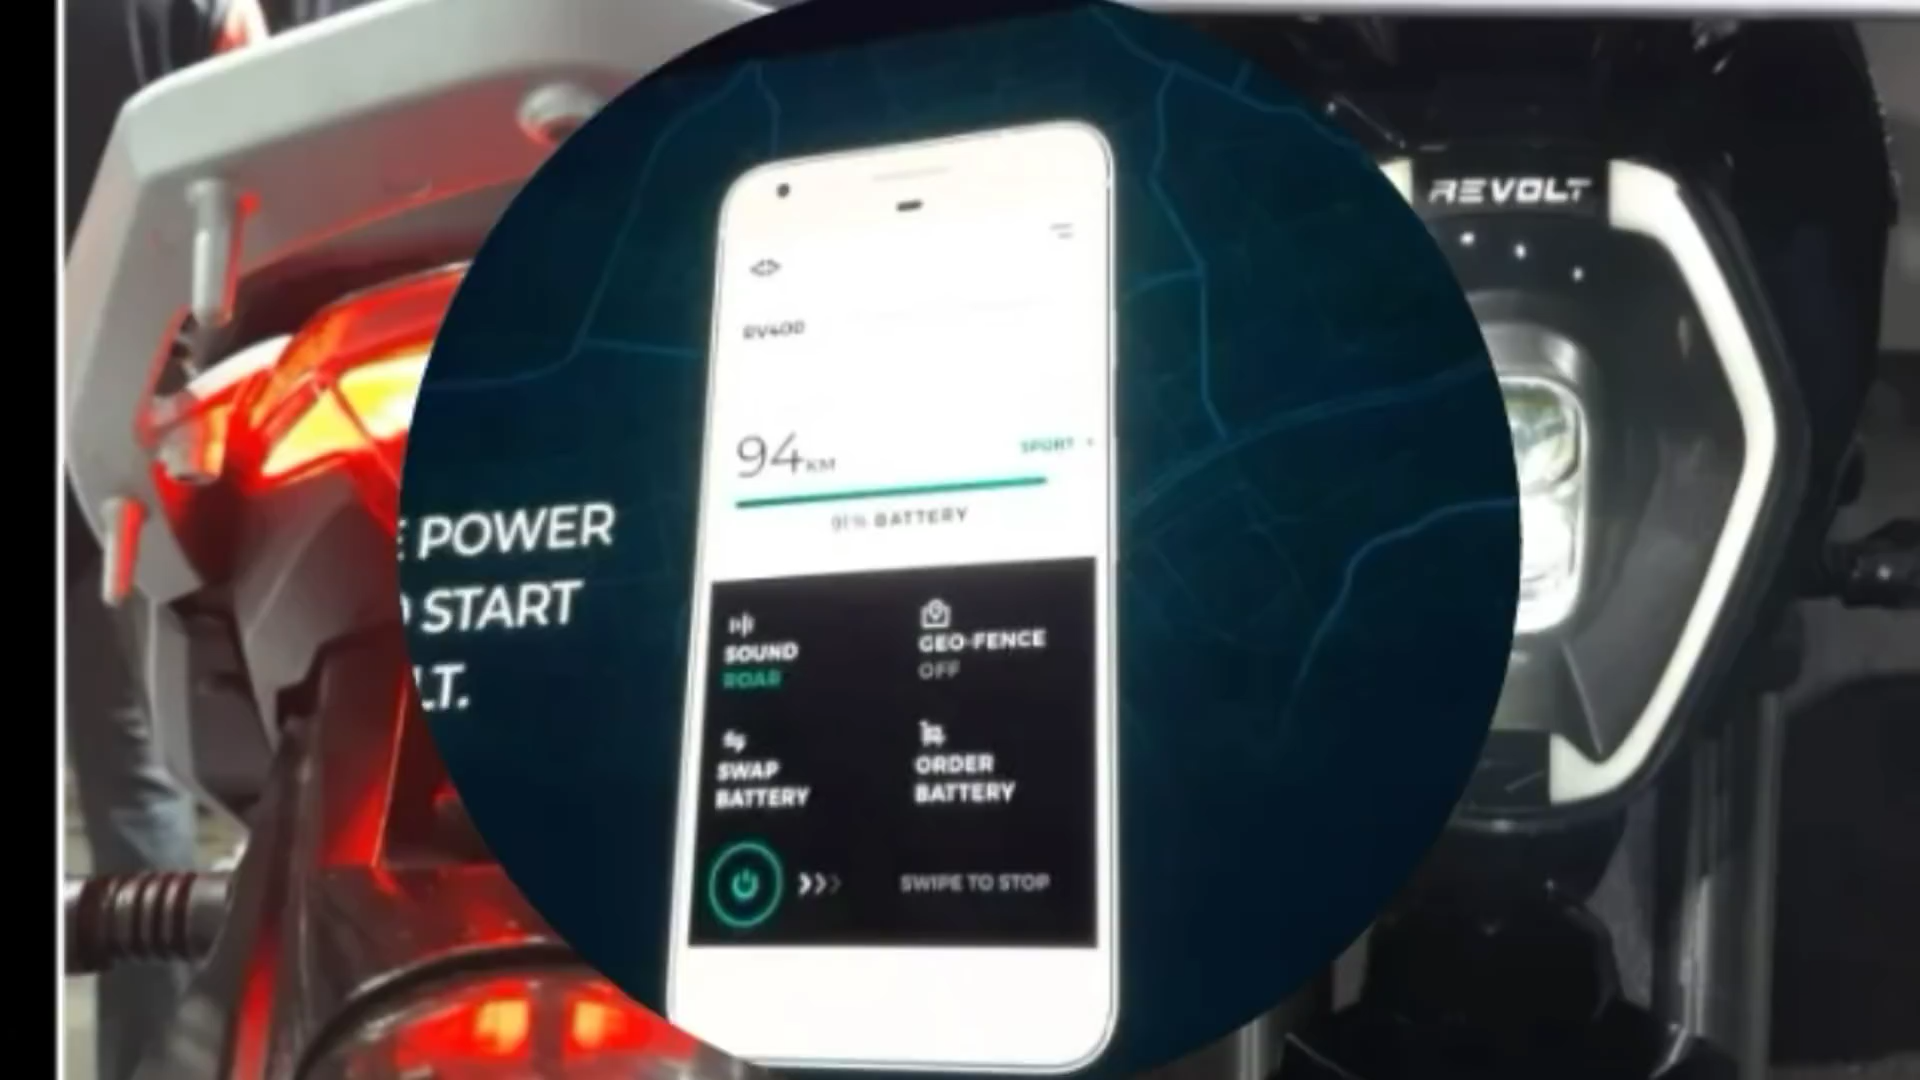 REVOLT
RV400
94KM
SPORT
91% BATTERY
POWER
START
LT.
SOUND
ROAR
GEO-FENCE
OFF
SWAP
BATTERY
ORDER
BATTERY
SWIPE TO STOP